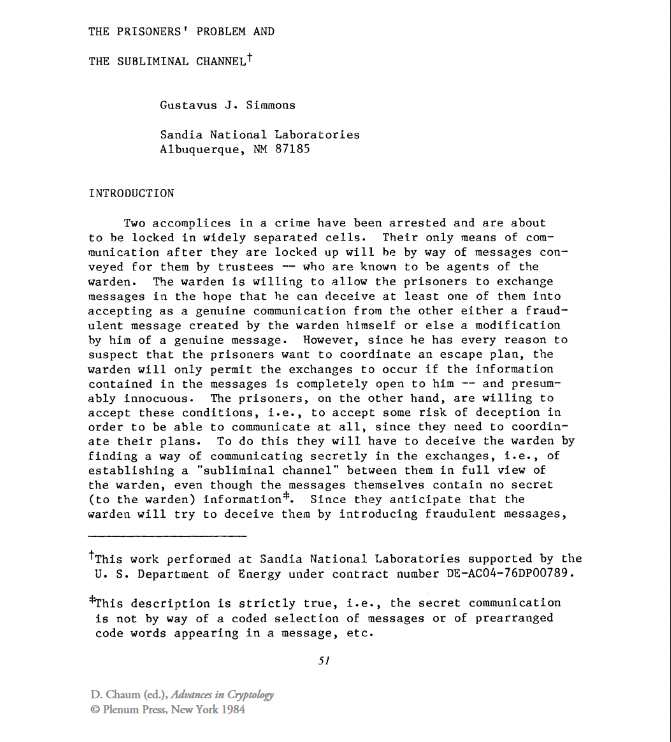 THE PRISONERS' PROBLEM AND
THE SUBLIMINAL CHANNEL†
Gustavus J. Simmons
Sandia National Laboratories
Albuquerque, NM 87185
INTRODUCTION
Two accomplices in a crime have been arrested and are about
to be locked in widely separated cells. Their only means of com-
munication after they are locked up will be by way of messages con-
veyed for them by trustees -- who are known to be agents of the
warden. The warden is willing to allow the prisoners to exchange
messages in the hope that he can deceive at least one of them into
accepting as a genuine communication from the other either a fraud-
ulent message created by the warden himself or else a modification
by him of a genuine message. However, since he has every reason to
suspect that the prisoners want to coordinate an escape plan, the
warden will only permit the exchanges to occur if the information
contained in the messages is completely open to him -- and presum-
ably innocuous. The prisoners, on the other hand, are willing to
accept these conditions, i.e., to accept some risk of deception in
order to be able to communicate at all, since they need to coordin-
ate their plans. To do this they will have to deceive the warden by
finding a way of communicating secretly in the exchanges, i.e., of
establishing a "subliminal channel" between them in full view of
the warden, even though the messages themselves contain no secret
(to the warden) information‡. Since they anticipate that the
warden will try to deceive them by introducing fraudulent messages,
†This work performed at Sandia National Laboratories supported by the
U. S. Department of Energy under contract number DE-AC04-76DP00789.
‡This description is strictly true, i.e., the secret communication
is not by way of a coded selection of messages or of prearranged
code words appearing in a message, etc.
51
D. Chaum (ed.), Advances in Cryptology
© Plenum Press, New York 1984